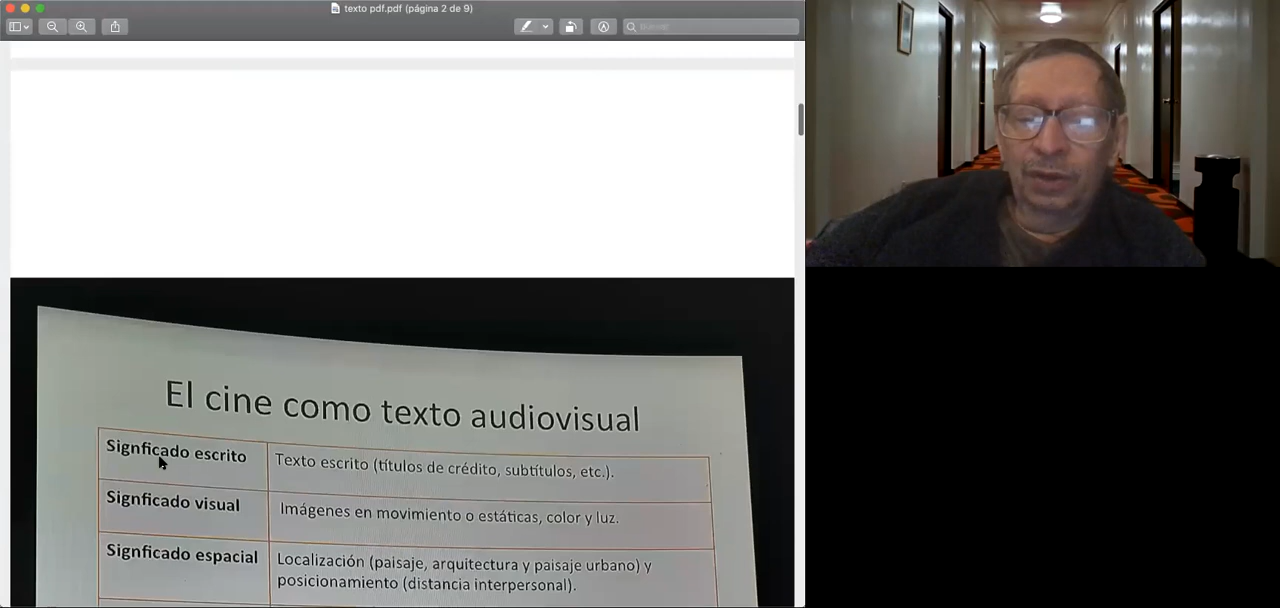 texto pdf.pdf (página 2 de 9)
Buscar
El cine como texto audiovisual
Signficado escrito
Texto escrito (títulos de crédito, subtítulos, etc.).
Signficado visual
Imágenes en movimiento o estáticas, color y luz.
Signficado espacial
Localización (paisaje, arquitectura y paisaje urbano) y
posicionamiento (distancia interpersonal).